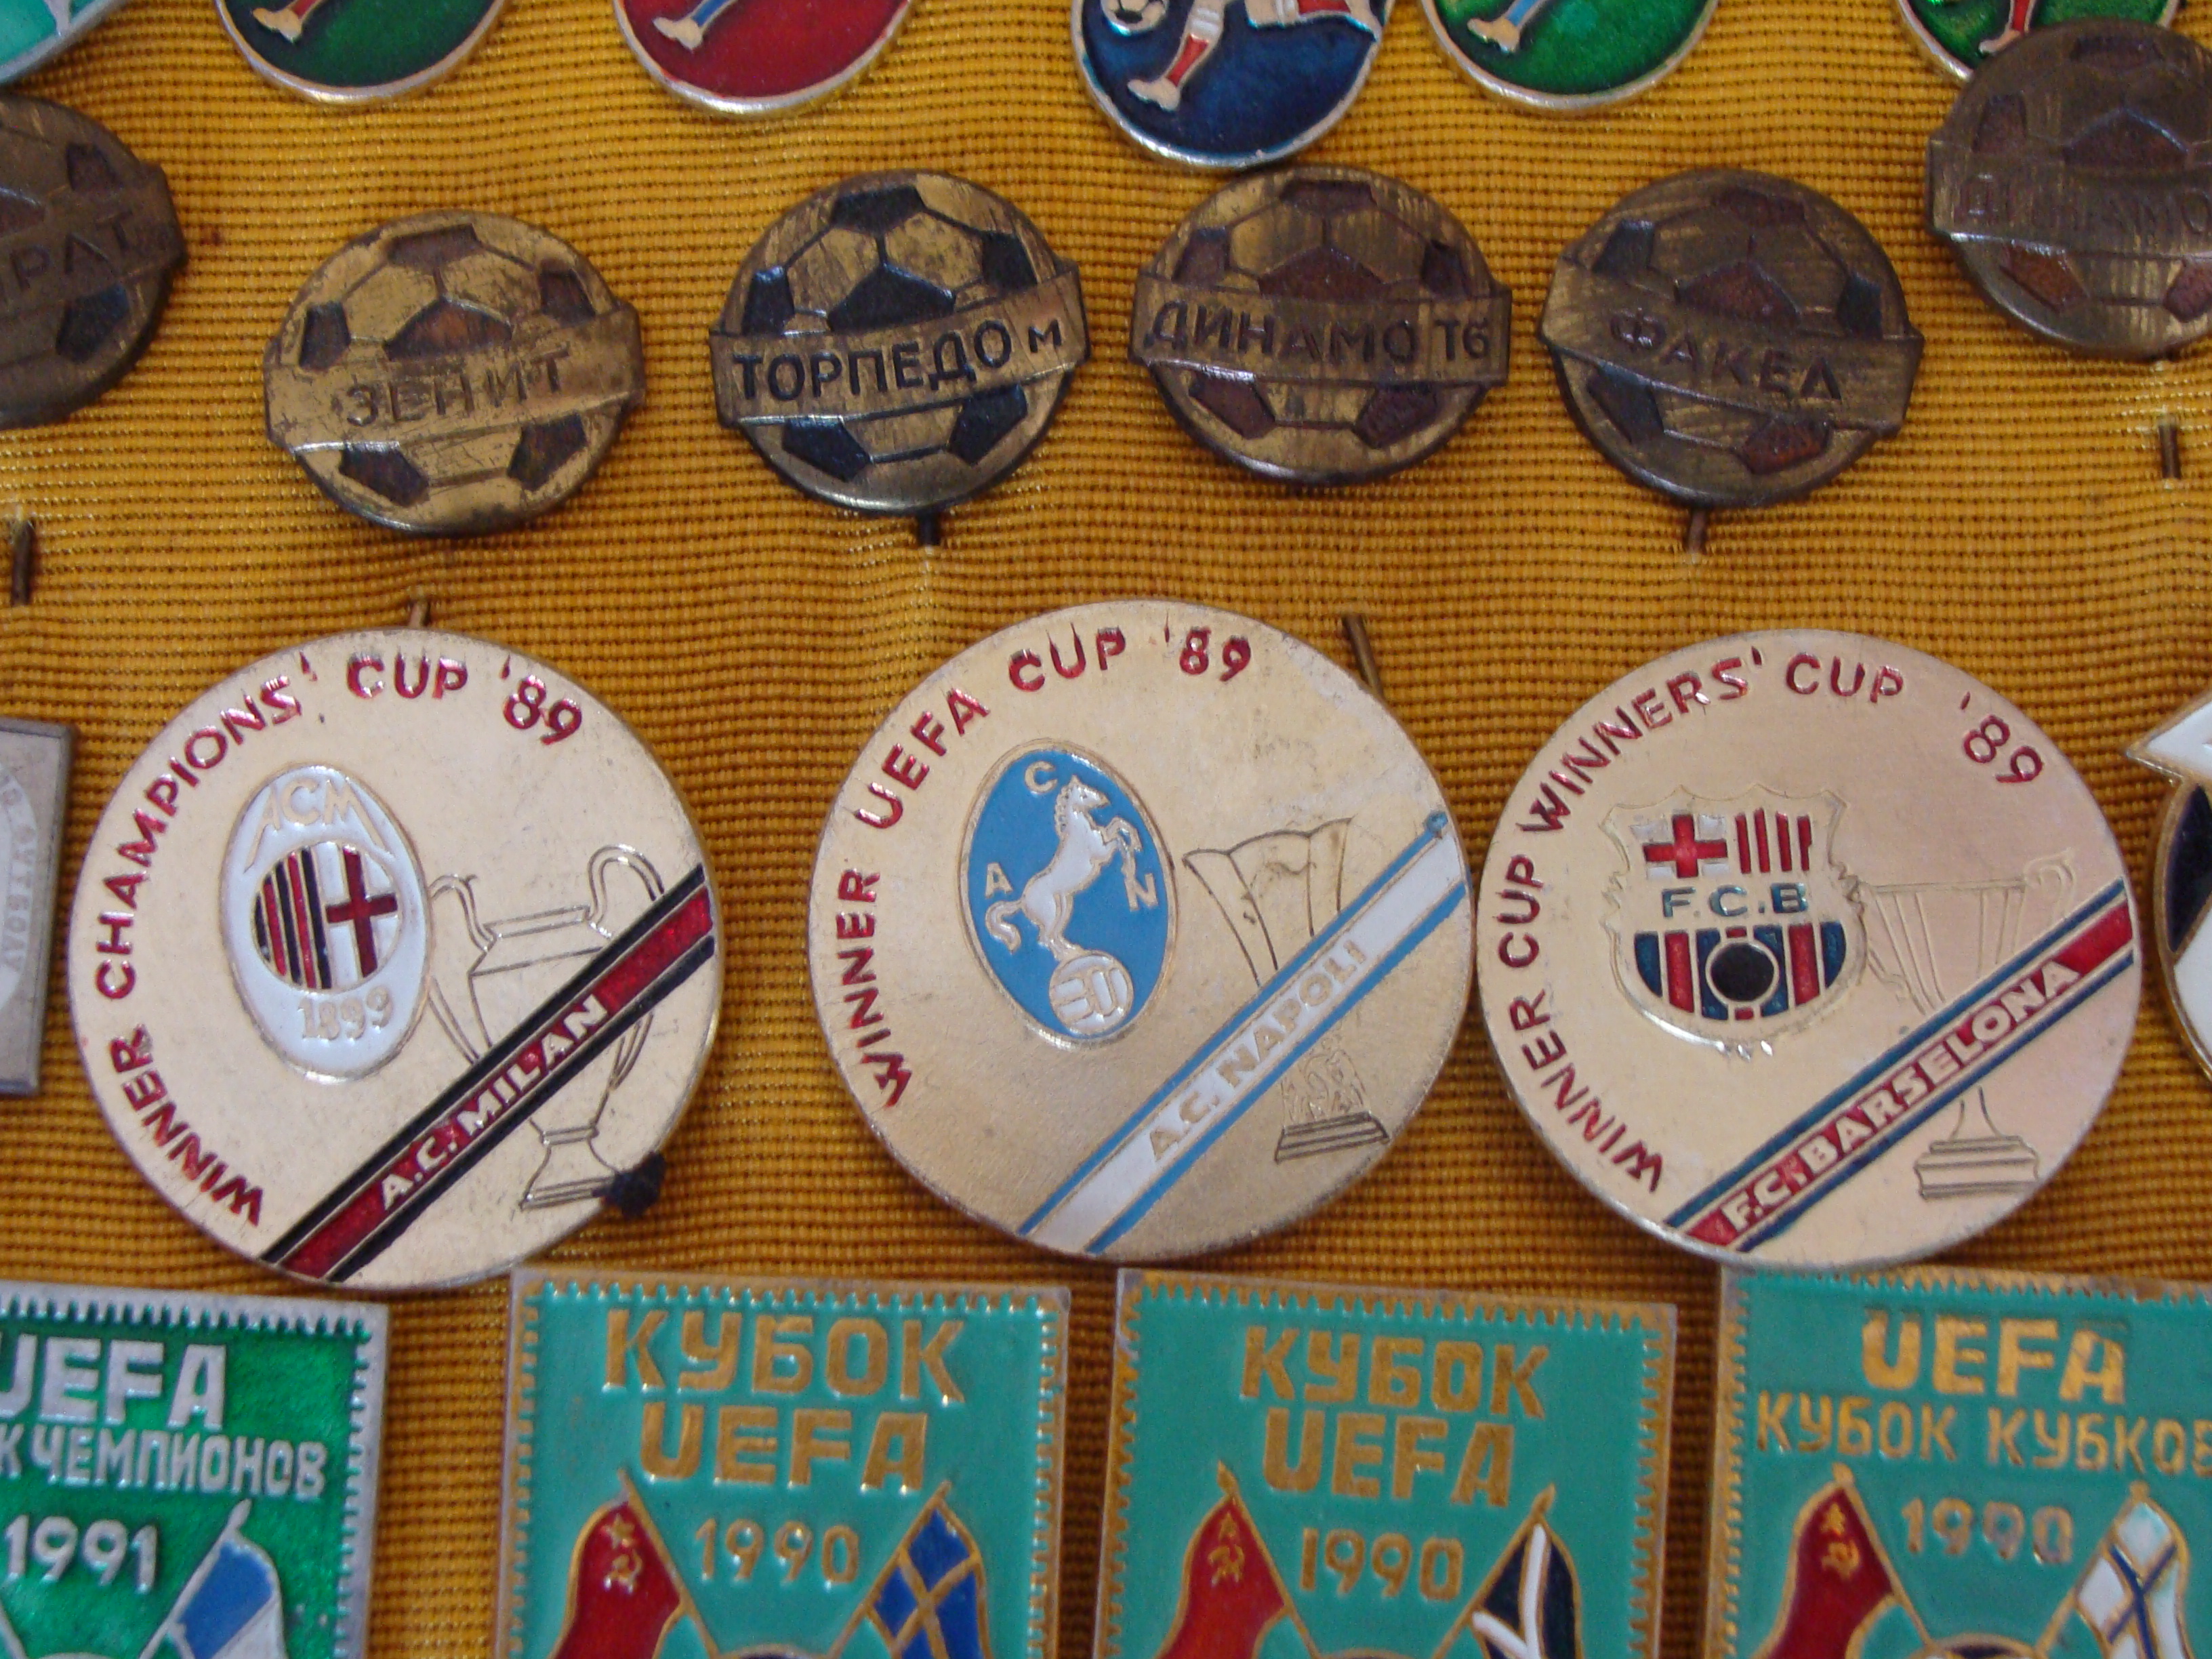 ЗЕНИТ
ТОРПЕДО М
ДИНАМО ТБ
ФАКЕЛ
ДИНАМО
WINNER CHAMPIONS' CUP '89
ACM
1899
A.C. MILAN
WINNER UEFA CUP '89
A C N
A.C. NAPOLI
WINNER CUP WINNERS' CUP '89
F.C.B
F.C. BARSELONA
UEFA
ЧЕМПИОНОВ
1991
КУБОК
UEFA
1990
КУБОК
UEFA
1990
UEFA
КУБОК КУБКОВ
1990